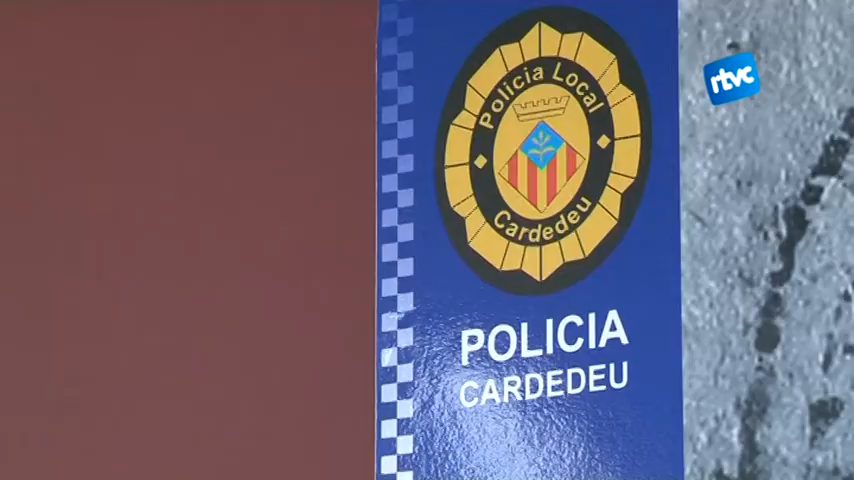 rtvc
Policia Local
Cardedeu
POLICIA
CARDEDEU